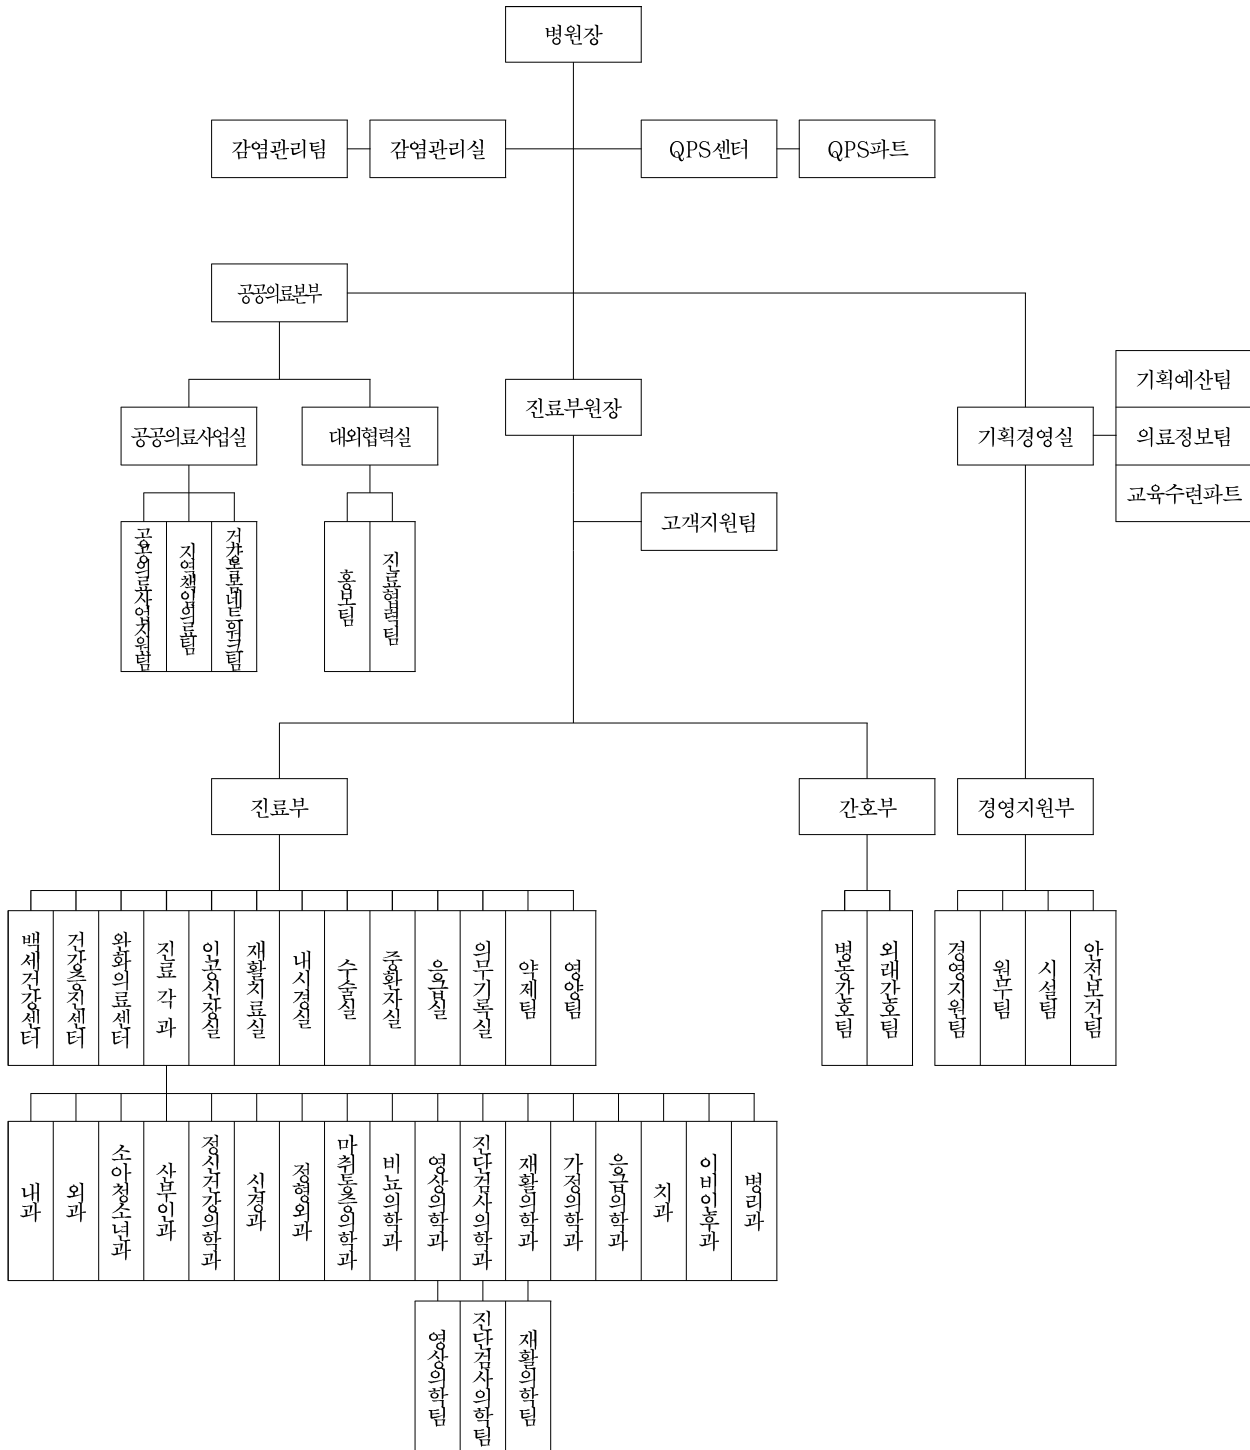 병원장
감염관리팀
감염관리실
QPS센터
QPS파트
공공의료본부
기획예산팀
진료부원장
공공의료사업실
대외협력실
기획경영실
의료정보팀
교육수련파트
고객지원팀
공공의료사업지원팀
지역책임의료팀
건강돌봄네트워크팀
홍보팀
진료협력팀
진료부
간호부
경영지원부
백세건강센터
건강증진센터
완화의료센터
진료 각 과
인공신장실
재활치료실
내시경실
수술실
중환자실
응급실
의무기록실
약제팀
영양팀
병동간호팀
외래간호팀
경영지원팀
원무팀
시설팀
안전보건팀
내과
외과
소아청소년과
산부인과
정신건강의학과
신경과
정형외과
마취통증의학과
비뇨의학과
영상의학과
진단검사의학과
재활의학과
가정의학과
응급의학과
치과
이비인후과
병리과
영상의학팀
진단검사의학팀
재활의학팀